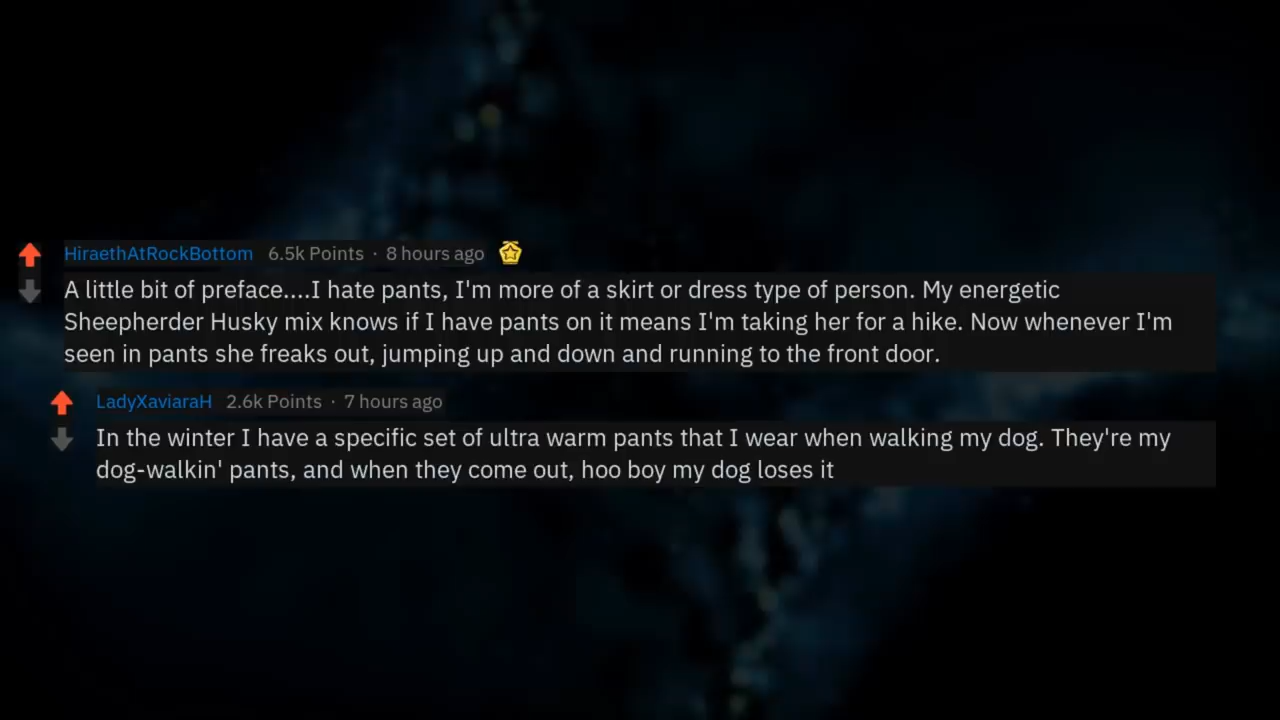 HiraethAtRockBottom 6.5k Points · 8 hours ago
A little bit of preface....I hate pants, I'm more of a skirt or dress type of person. My energetic
Sheepherder Husky mix knows if I have pants on it means I'm taking her for a hike. Now whenever I'm
seen in pants she freaks out, jumping up and down and running to the front door.
LadyXaviaraH 2.6k Points · 7 hours ago
In the winter I have a specific set of ultra warm pants that I wear when walking my dog. They're my
dog-walkin' pants, and when they come out, hoo boy my dog loses it